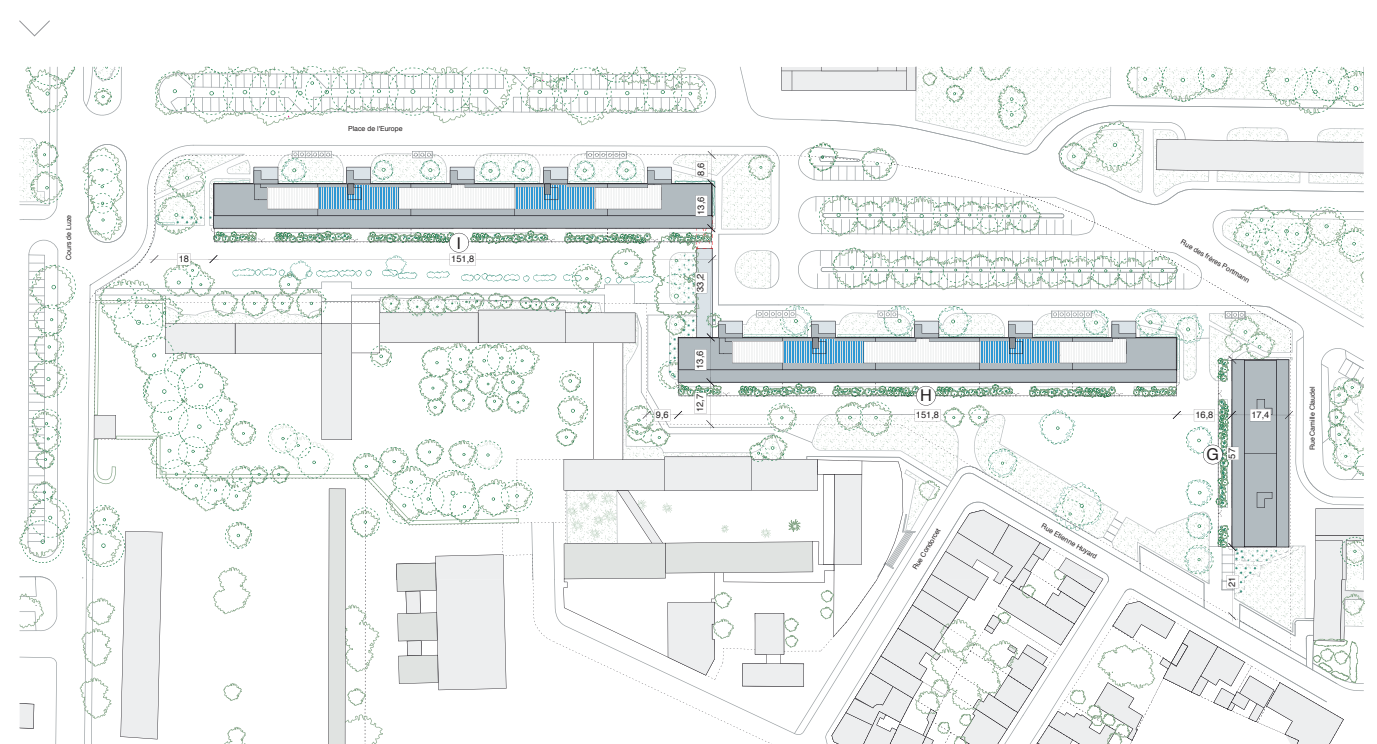 Place de l'Europe
8,6
Cours de Luze
13,6
I
18
151,8
Rue des frères Portmann
33,2
13,6
H
12,7
9,6
151,8
16,8
17,4
Rue Camille Claudel
G
57
Rue Condorcet
Rue Etienne Huyard
21